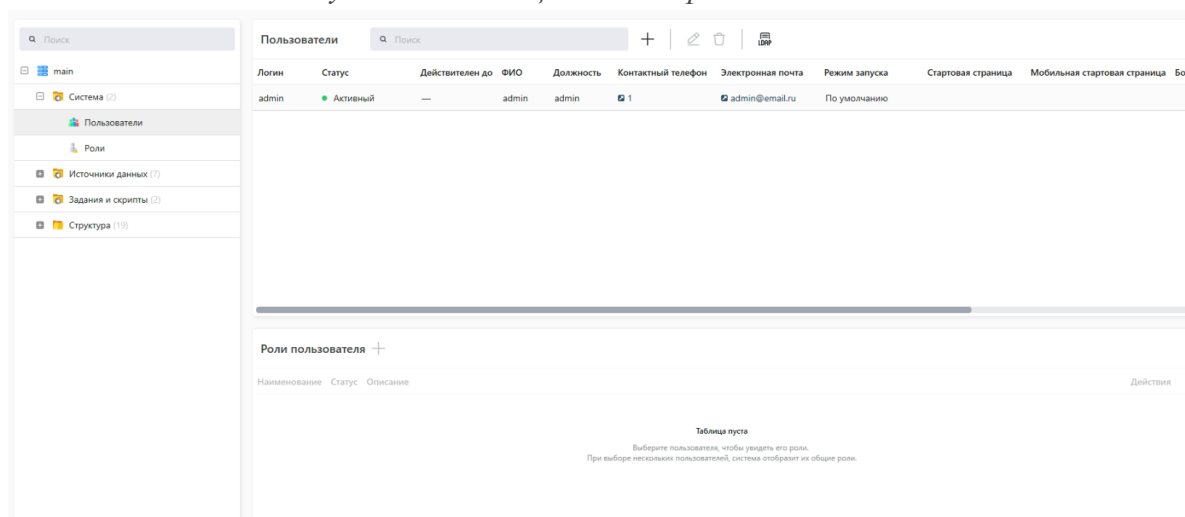 Поиск
main
Система (2)
Пользователи
Роли
Источники данных (7)
Задания и скрипты (2)
Структура (19)
Пользователи Поиск LDAP
Логин Статус Действителен до ФИО Должность Контактный телефон Электронная почта Режим запуска Стартовая страница Мобильная стартовая страница
admin Активный — admin admin 1 admin@email.ru По умолчанию
Роли пользователя
Наименование Статус Описание Действия
Таблица пуста
Выберите пользователя, чтобы увидеть его роли.
При выборе нескольких пользователей, система отобразит их общие роли.